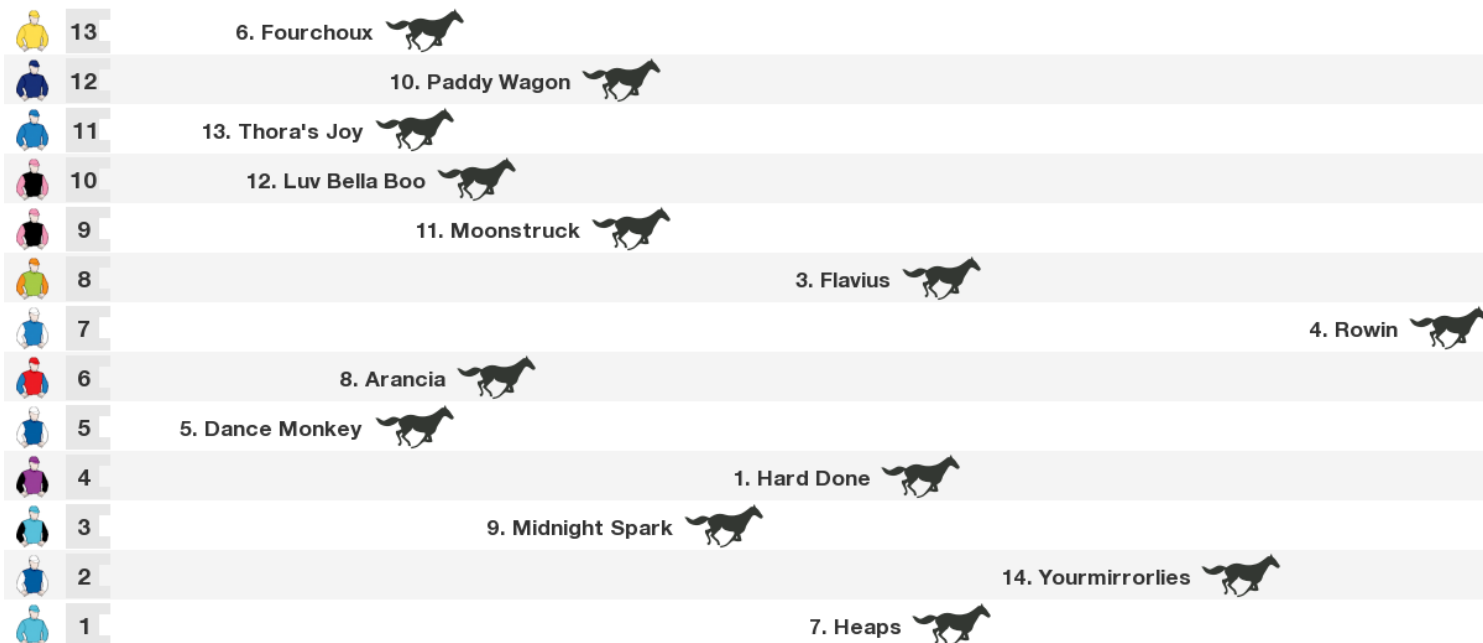 13 6. Fourchoux
12 10. Paddy Wagon
11 13. Thora's Joy
10 12. Luv Bella Boo
9 11. Moonstruck
8 3. Flavius
7 4. Rowin
6 8. Arancia
5 5. Dance Monkey
4 1. Hard Done
3 9. Midnight Spark
2 14. Yourmirrorlies
1 7. Heaps